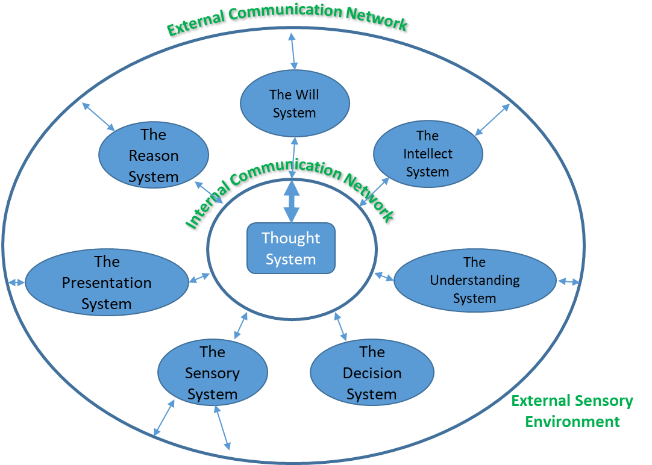 External Communication Network
The Will
System
The
Reason
System
The
Intellect
System
Internal Communication Network
Thought
System
The
Presentation
System
The
Understanding
System
The
Sensory
System
The
Decision
System
External Sensory
Environment